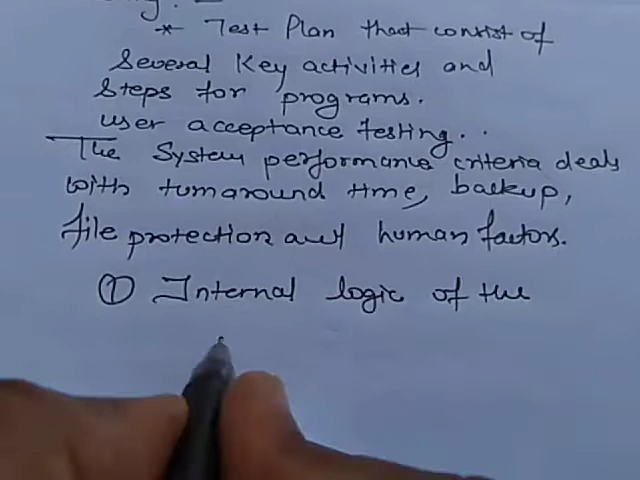 * Test Plan that consist of
Several Key activities and
Steps for programs.
user acceptance testing..
The System performance criteria deals
with turnaround time, backup,
file protection and human factors.
① Internal logic of the